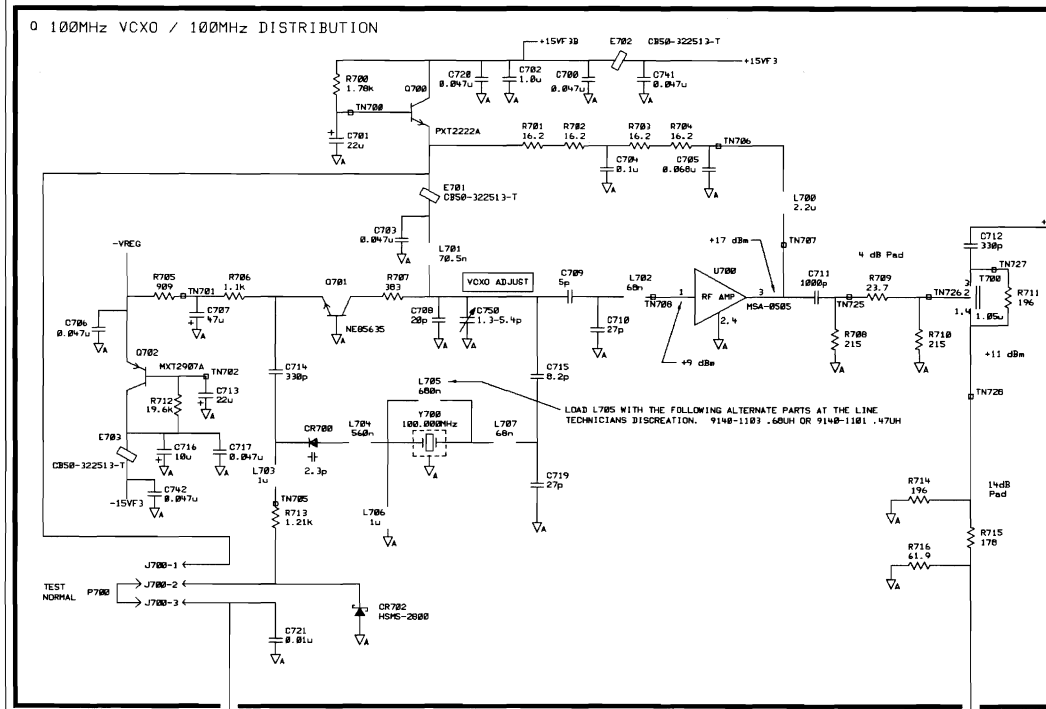 Q 100MHz VCXO / 100MHz DISTRIBUTION
+15VF3B
E702
CB50-322513-T
+15VF3
R700
1.78k
Q700
C720
0.047u
C702
1.0u
C700
0.047u
C741
0.047u
TN700
C701
22u
PXT2222A
R701
16.2
R702
16.2
R703
16.2
R704
16.2
TN706
C704
0.1u
C705
0.068u
E701
CB50-322513-T
L700
2.2u
-VREG
C703
0.047u
L701
70.5n
+17 dBm
TN707
C712
330p
TN727
R705
909
TN701
R706
1.1k
Q701
R707
383
VCXO ADJUST
C709
5p
L702
68n
TN708
U700
RF AMP
1
3
2,4
MSA-0505
C711
1000p
4 dB Pad
TN725
R709
23.7
TN726
3
2
T700
1,4
1.05u
R711
196
C706
0.047u
C707
47u
NE85635
C708
20p
C750
1.3-5.4p
C710
27p
+9 dBm
R708
215
R710
215
+11 dBm
Q702
MXT2907A
TN702
C714
330p
C715
8.2p
R712
19.6k
C713
22u
L705
680n
TN728
LOAD L705 WITH THE FOLLOWING ALTERNATE PARTS AT THE LINE
TECHNICIANS DISCREATION. 9140-1103 .68UH OR 9140-1101 .47UH
CR700
2.3p
L704
560n
Y700
100.000MHz
L707
68n
E703
CB50-322513-T
C716
10u
C717
0.047u
L703
1u
C719
27p
C742
0.047u
-15VF3
TN705
R713
1.21k
L706
1u
R714
196
14dB
Pad
R715
178
R716
61.9
J700-1
TEST
NORMAL
P700
J700-2
J700-3
CR702
HSMS-2800
C721
0.01u